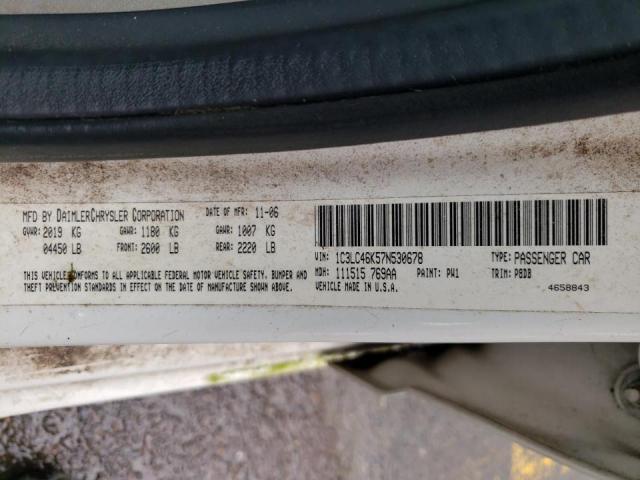 MFD BY DAIMLERCHRYSLER CORPORATION DATE OF MFR: 11-06
GVWR: 2019 KG GAWR: 1180 KG GAWR: 1007 KG
04450 LB FRONT: 2600 LB REAR: 2220 LB
THIS VEHICLE CONFORMS TO ALL APPLICABLE FEDERAL MOTOR VEHICLE SAFETY, BUMPER AND
THEFT PREVENTION STANDARDS IN EFFECT ON THE DATE OF MANUFACTURE SHOWN ABOVE.
VIN: 1C3LC46K57N530678 TYPE: PASSENGER CAR
MDH: 111515 769AA PAINT: PW1 TRIM: P8DB
VEHICLE MADE IN U.S.A. 4658843